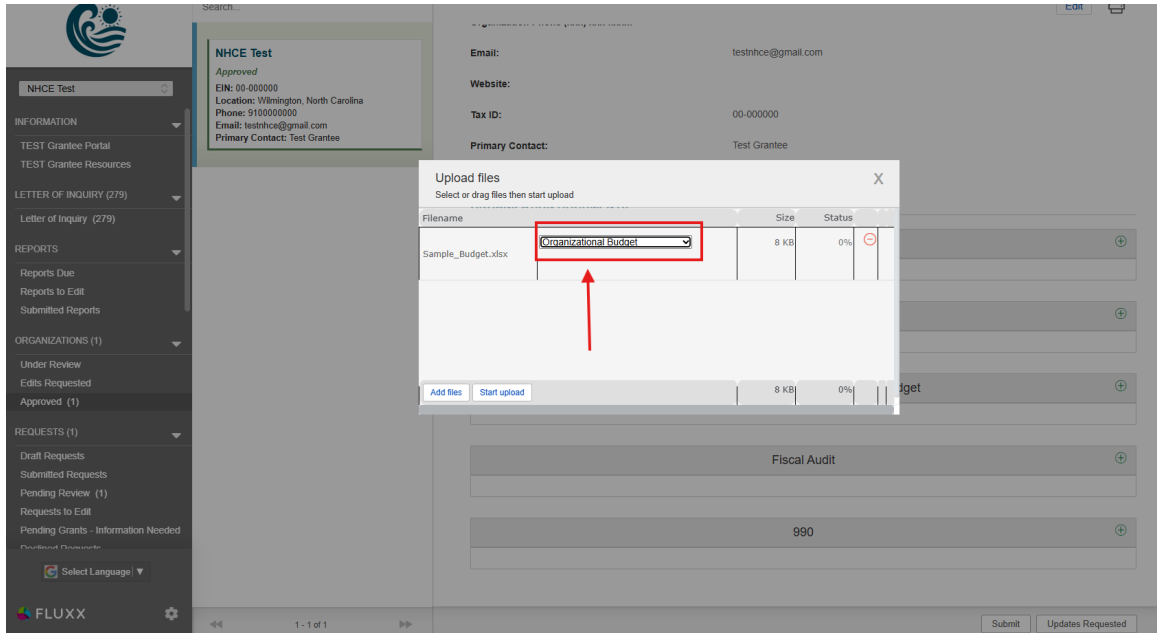 Search...
Edit
NHCE Test
Approved
EIN: 00-000000
Location: Wilmington, North Carolina
Phone: 9100000000
Email: testnhce@gmail.com
Primary Contact: Test Grantee
NHCE Test
INFORMATION
TEST Grantee Portal
TEST Grantee Resources
LETTER OF INQUIRY (279)
Letter of Inquiry (279)
REPORTS
Reports Due
Reports to Edit
Submitted Reports
ORGANIZATIONS (1)
Under Review
Edits Requested
Approved (1)
REQUESTS (1)
Draft Requests
Submitted Requests
Pending Review (1)
Requests to Edit
Pending Grants - Information Needed
Declined Requests
Select Language ▼
FLUXX
1 - 1 of 1
Email: testnhce@gmail.com
Website:
Tax ID: 00-000000
Primary Contact: Test Grantee
Upload files X
Select or drag files then start upload
Filename Size Status
Sample_Budget.xlsx Organizational Budget 8 KB 0%
Add files Start upload 8 KB 0%
dget
Fiscal Audit
990
Submit Updates Requested